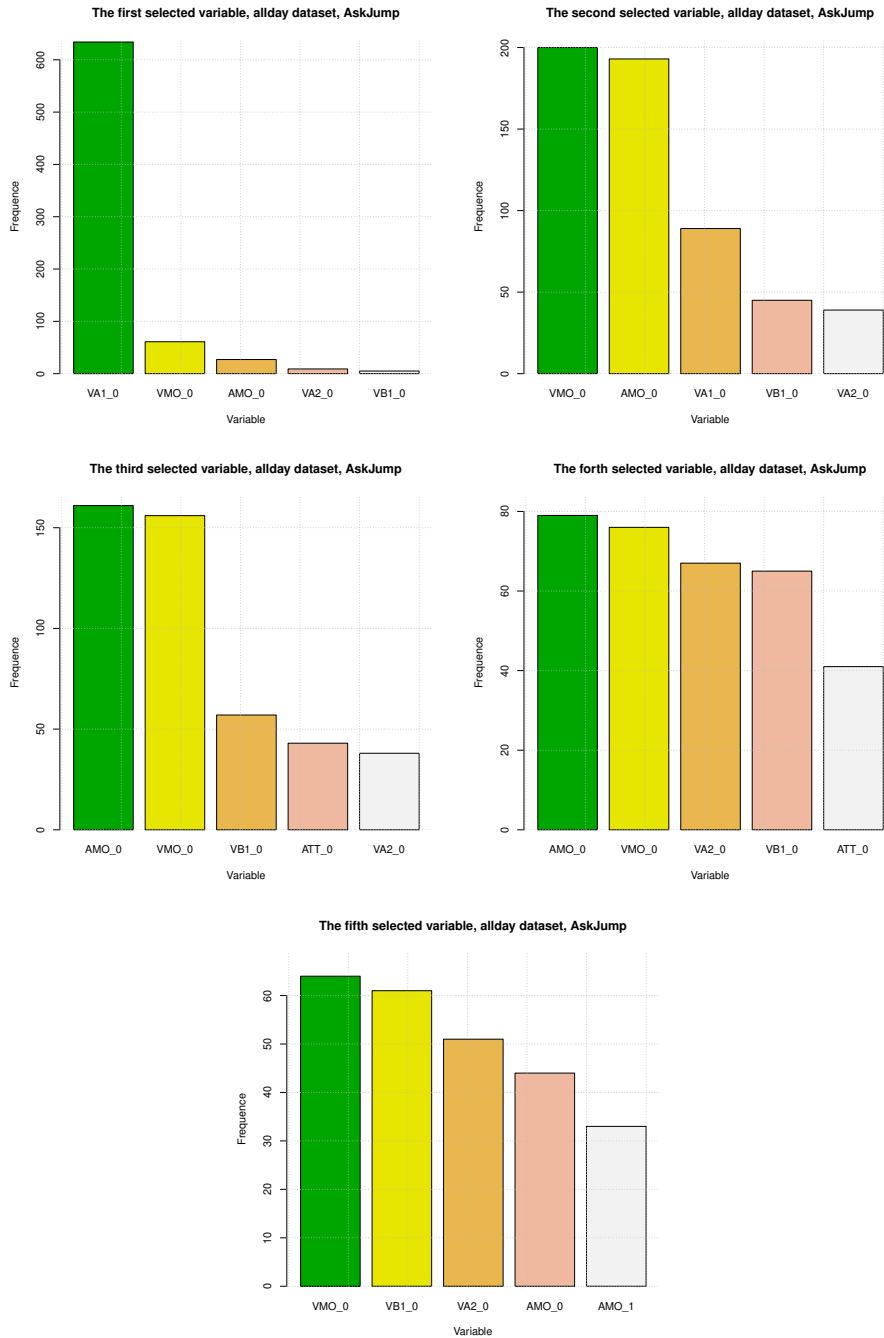 The first selected variable, allday dataset, AskJump
Frequence
600
500
400
300
200
100
0
VA1_0 VMO_0 AMO_0 VA2_0 VB1_0
Variable
The second selected variable, allday dataset, AskJump
Frequence
200
150
100
50
0
VMO_0 AMO_0 VA1_0 VB1_0 VA2_0
Variable
The third selected variable, allday dataset, AskJump
Frequence
150
100
50
0
AMO_0 VMO_0 VB1_0 ATT_0 VA2_0
Variable
The forth selected variable, allday dataset, AskJump
Frequence
80
60
40
20
0
AMO_0 VMO_0 VA2_0 VB1_0 ATT_0
Variable
The fifth selected variable, allday dataset, AskJump
Frequence
60
50
40
30
20
10
0
VMO_0 VB1_0 VA2_0 AMO_0 AMO_1
Variable